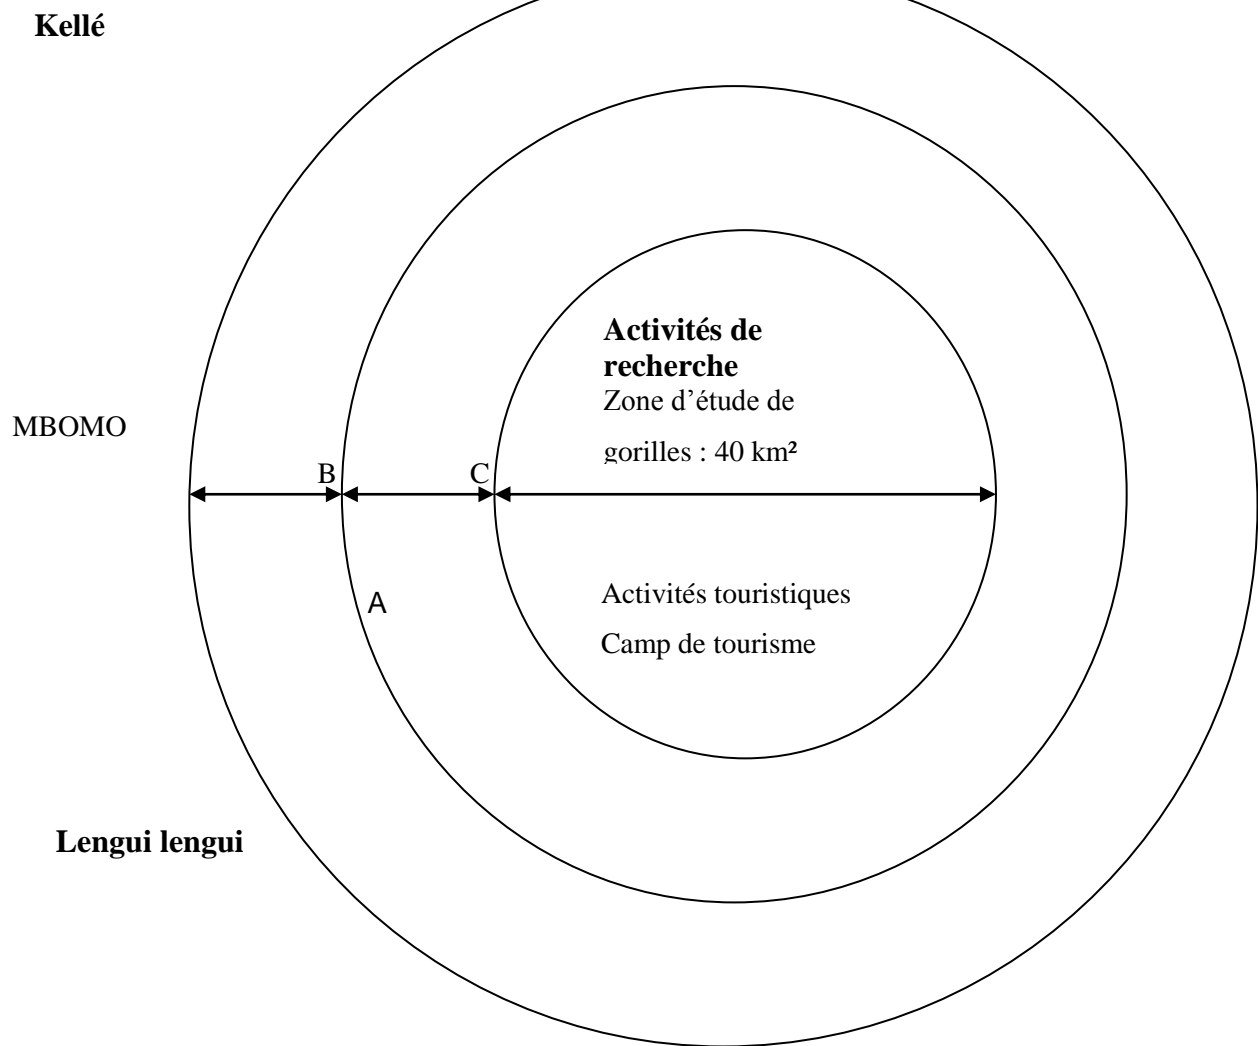 Kellé
Activités de
recherche
Zone d’étude de
gorilles : 40 km²
MBOMO
B
C
A
Activités touristiques
Camp de tourisme
Lengui lengui